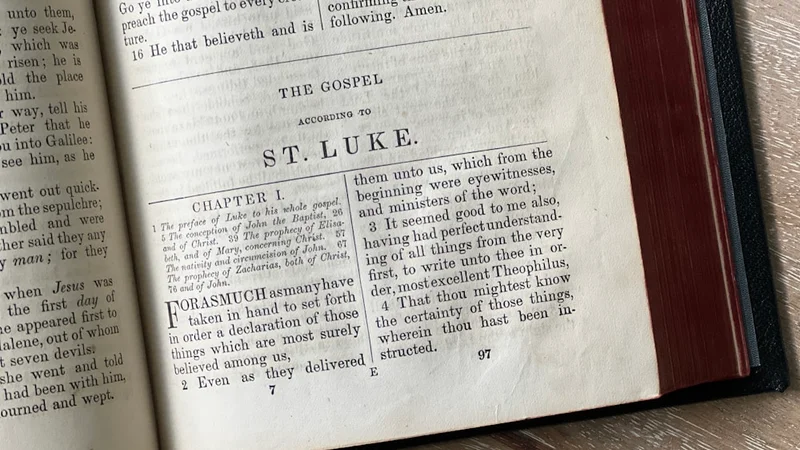 unto them,
ye seek Je-
, which was
risen; he is
old the place
him.
way, tell his
Peter that he
ou into Galilee:
see him, as he
went out quick-
om the sepulchre;
mbled and were
ther said they any
y man; for they
when Jesus was
the first day of
e appeared first to
alene, out of whom
t seven devils.
she went and told
had been with him,
ourned and wept.
Go ye into
preach the gospel to every
ture.
16 He that believeth and is
confirming
following. Amen.
THE GOSPEL
ACCORDING TO
ST. LUKE.
CHAPTER I.
1 The preface of Luke to his whole gospel.
5 The conception of John the Baptist, 26
and of Christ. 39 The prophecy of Elisa-
beth, and of Mary, concerning Christ. 57
The nativity and circumcision of John. 67
The prophecy of Zacharias, both of Christ,
76 and of John.
FORASMUCH as many have
taken in hand to set forth
in order a declaration of those
things which are most surely
believed among us,
2 Even as they delivered
7
them unto us, which from the
beginning were eyewitnesses,
and ministers of the word;
3 It seemed good to me also,
having had perfect understand-
ing of all things from the very
first, to write unto thee in or-
der, most excellent Theophilus,
4 That thou mightest know
the certainty of those things,
wherein thou hast been in-
structed.
E
97